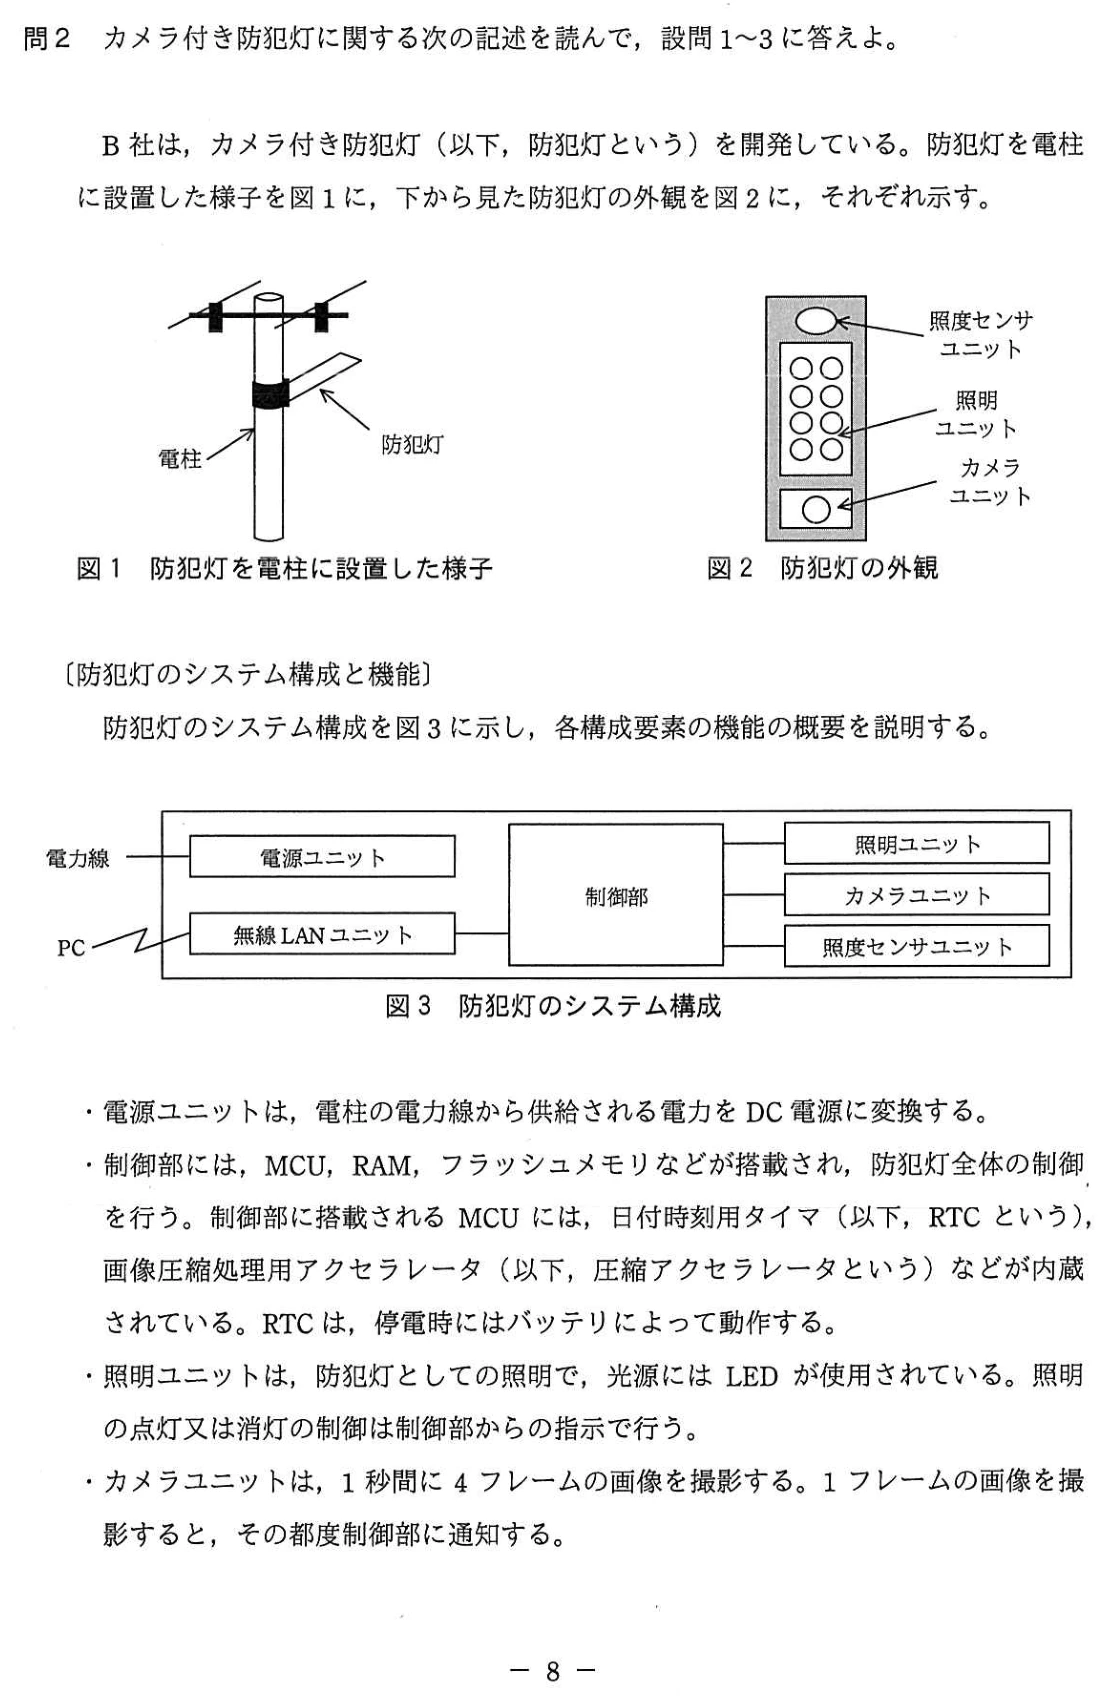 問2　カメラ付き防犯灯に関する次の記述を読んで，設問1～3に答えよ。
B社は，カメラ付き防犯灯（以下，防犯灯という）を開発している。防犯灯を電柱
に設置した様子を図1に，下から見た防犯灯の外観を図2に，それぞれ示す。
電柱
防犯灯
図1　防犯灯を電柱に設置した様子
照度センサ
ユニット
照明
ユニット
カメラ
ユニット
図2　防犯灯の外観
〔防犯灯のシステム構成と機能〕
防犯灯のシステム構成を図3に示し，各構成要素の機能の概要を説明する。
電力線
電源ユニット
PC
無線LANユニット
制御部
照明ユニット
カメラユニット
照度センサユニット
図3　防犯灯のシステム構成
・電源ユニットは，電柱の電力線から供給される電力をDC電源に変換する。
・制御部には，MCU，RAM，フラッシュメモリなどが搭載され，防犯灯全体の制御
を行う。制御部に搭載されるMCUには，日付時刻用タイマ（以下，RTCという），
画像圧縮処理用アクセラレータ（以下，圧縮アクセラレータという）などが内蔵
されている。RTCは，停電時にはバッテリによって動作する。
・照明ユニットは，防犯灯としての照明で，光源にはLEDが使用されている。照明
の点灯又は消灯の制御は制御部からの指示で行う。
・カメラユニットは，1秒間に4フレームの画像を撮影する。1フレームの画像を撮
影すると，その都度制御部に通知する。
－ 8 －